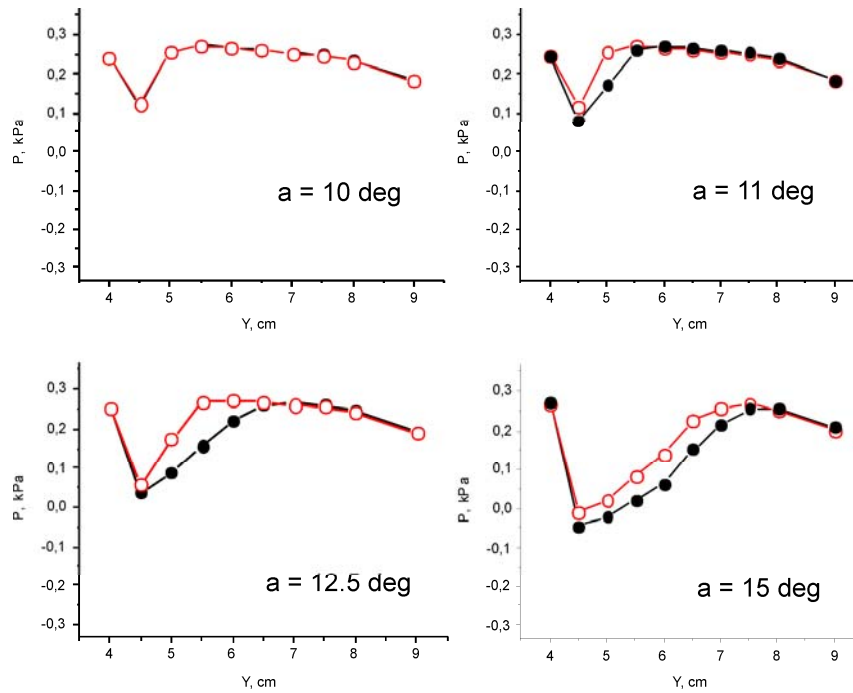 0,3
0,2
0,1
0,0
-0,1
-0,2
-0,3
P, kPa
a = 10 deg
4 5 6 7 8 9
Y, cm
0,3
0,2
0,1
0,0
-0,1
-0,2
-0,3
P, kPa
a = 11 deg
4 5 6 7 8 9
Y, cm
0,3
0,2
0,1
0,0
-0,1
-0,2
-0,3
P, kPa
a = 12.5 deg
4 5 6 7 8 9
Y, cm
0,3
0,2
0,1
0,0
-0,1
-0,2
-0,3
P, kPa
a = 15 deg
4 5 6 7 8 9
Y, cm